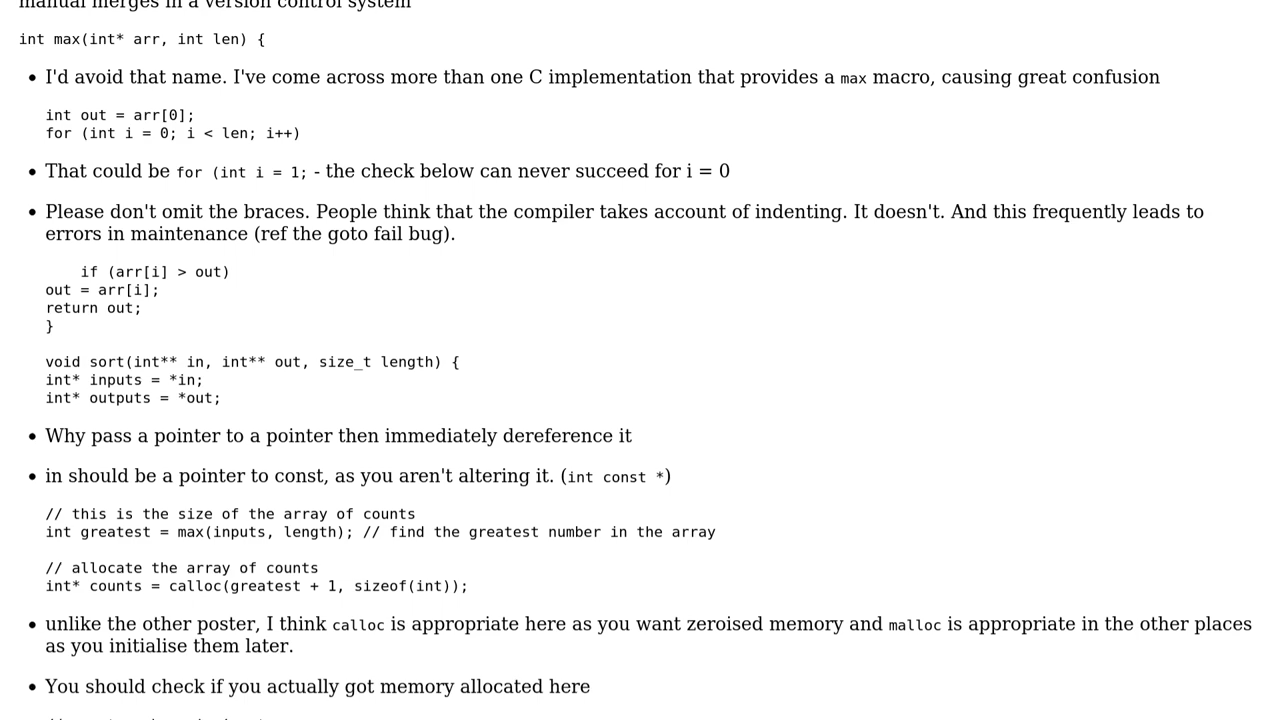 manual merges in a version control system
int max(int* arr, int len) {
• I'd avoid that name. I've come across more than one C implementation that provides a max macro, causing great confusion
int out = arr[0];
for (int i = 0; i < len; i++)
• That could be for (int i = 1; - the check below can never succeed for i = 0
• Please don't omit the braces. People think that the compiler takes account of indenting. It doesn't. And this frequently leads to
errors in maintenance (ref the goto fail bug).
    if (arr[i] > out)
out = arr[i];
return out;
}
void sort(int** in, int** out, size_t length) {
int* inputs = *in;
int* outputs = *out;
• Why pass a pointer to a pointer then immediately dereference it
• in should be a pointer to const, as you aren't altering it. (int const *)
// this is the size of the array of counts
int greatest = max(inputs, length); // find the greatest number in the array
// allocate the array of counts
int* counts = calloc(greatest + 1, sizeof(int));
• unlike the other poster, I think calloc is appropriate here as you want zeroised memory and malloc is appropriate in the other places
as you initialise them later.
• You should check if you actually got memory allocated here